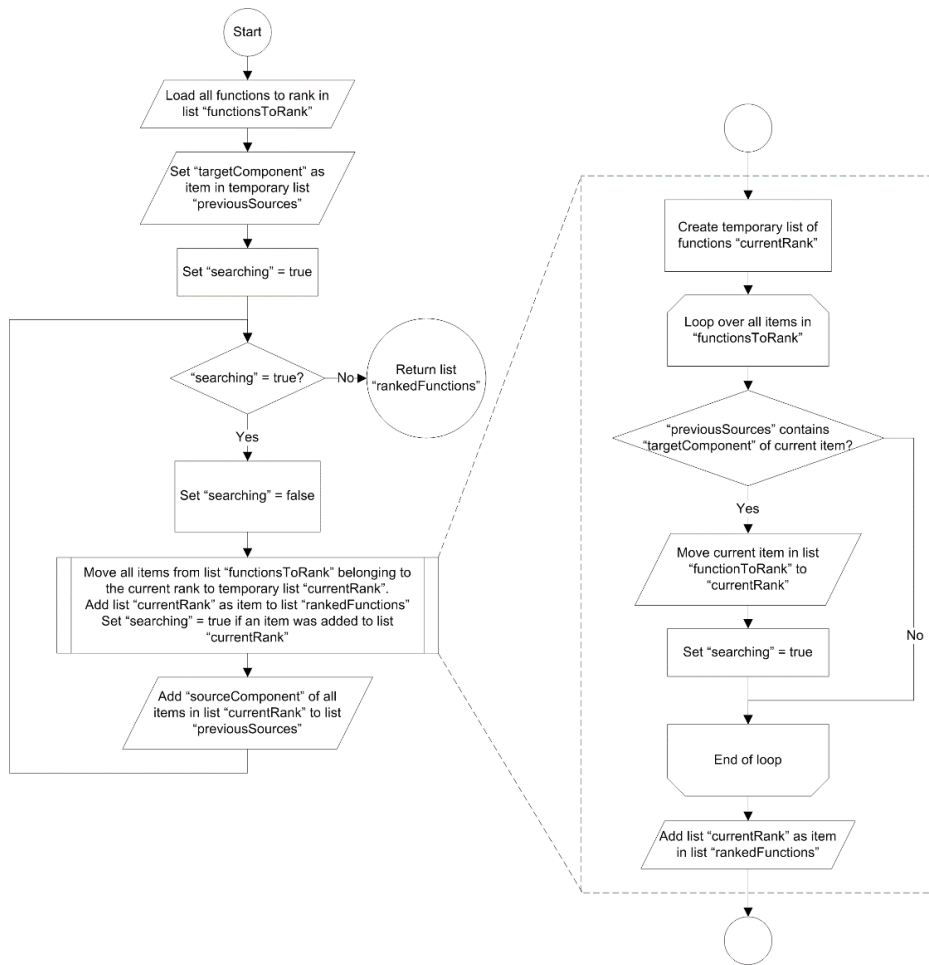 Start
Load all functions to rank in
list “functionsToRank”
Set “targetComponent” as
item in temporary list
“previousSources”
Set “searching” = true
“searching” = true?
No
Return list
“rankedFunctions”
Yes
Set “searching” = false
Move all items from list “functionsToRank” belonging to
the current rank to temporary list “currentRank”.
Add list “currentRank” as item to list “rankedFunctions”
Set “searching” = true if an item was added to list
“currentRank”
Add “sourceComponent” of all
items in list “currentRank” to list
“previousSources”
Create temporary list of
functions “currentRank”
Loop over all items in
“functionsToRank”
“previousSources” contains
“targetComponent” of current item?
Yes
Move current item in list
“functionToRank” to
“currentRank”
No
Set “searching” = true
End of loop
Add list “currentRank” as item
in list “rankedFunctions”